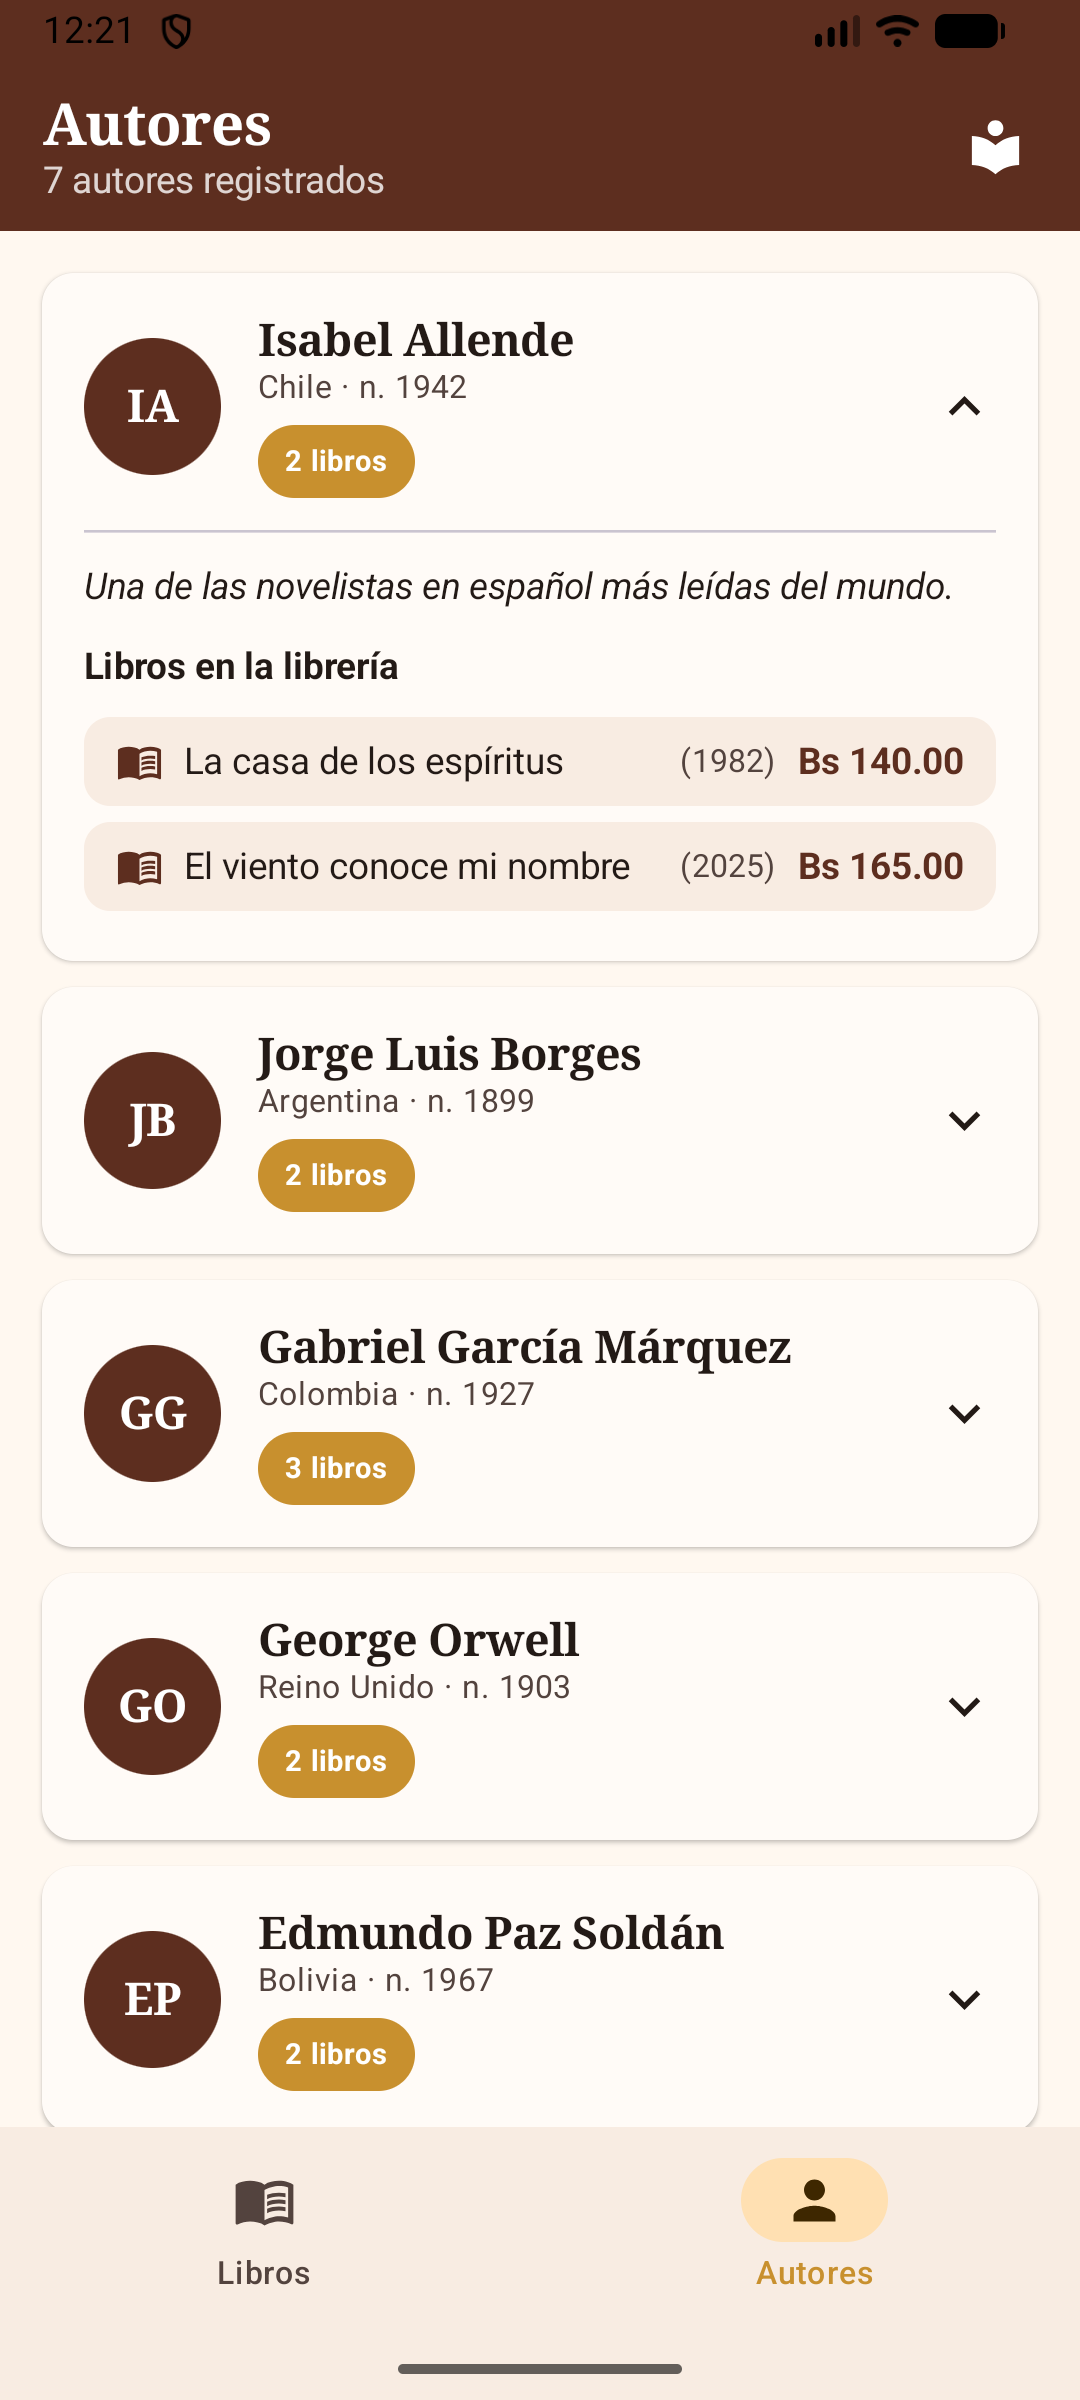 12:21
Autores
7 autores registrados
IA
Isabel Allende
Chile · n. 1942
2 libros
Una de las novelistas en español más leídas del mundo.
Libros en la librería
La casa de los espíritus (1982) Bs 140.00
El viento conoce mi nombre (2025) Bs 165.00
JB
Jorge Luis Borges
Argentina · n. 1899
2 libros
GG
Gabriel García Márquez
Colombia · n. 1927
3 libros
GO
George Orwell
Reino Unido · n. 1903
2 libros
EP
Edmundo Paz Soldán
Bolivia · n. 1967
2 libros
Libros
Autores